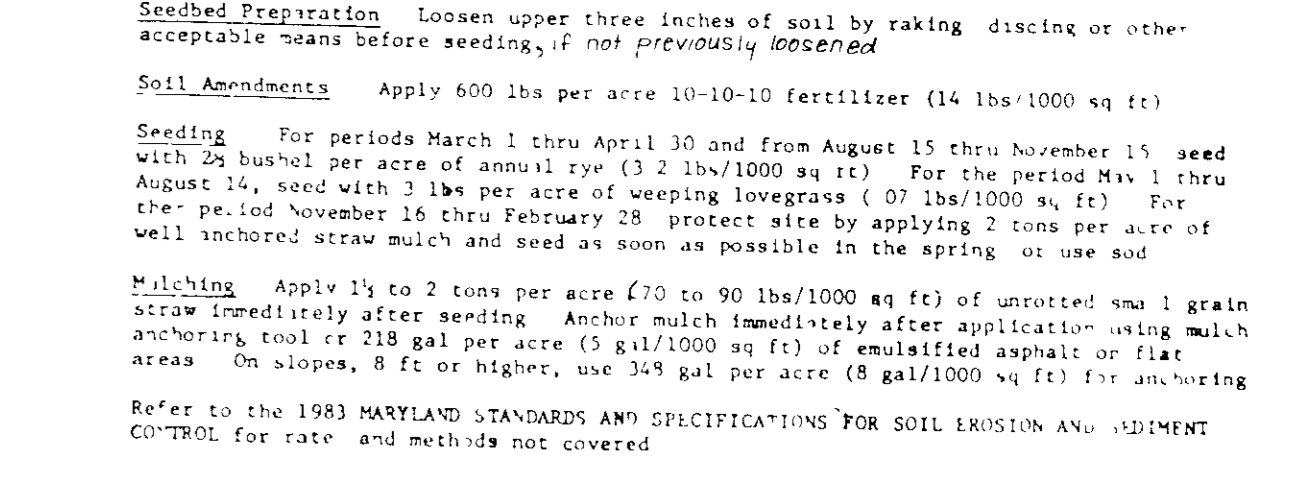 Seedbed Preparation Loosen upper three inches of soil by raking discing or other
acceptable means before seeding, if not previously loosened
Soil Amendments Apply 600 lbs per acre 10-10-10 fertilizer (14 lbs/1000 sq ft)
Seeding For periods March 1 thru April 30 and from August 15 thru November 15 seed
with 2½ bushel per acre of annual rye (3 2 lbs/1000 sq ft) For the period May 1 thru
August 14, seed with 3 lbs per acre of weeping lovegrass ( 07 lbs/1000 sq ft) For
the period November 16 thru February 28 protect site by applying 2 tons per acre of
well anchored straw mulch and seed as soon as possible in the spring or use sod
Mulching Apply 1½ to 2 tons per acre (70 to 90 lbs/1000 sq ft) of unrotted small grain
straw immediately after seeding Anchor mulch immediately after application using mulch
anchoring tool or 218 gal per acre (5 gal/1000 sq ft) of emulsified asphalt or flat
areas On slopes, 8 ft or higher, use 348 gal per acre (8 gal/1000 sq ft) for anchoring
Refer to the 1983 MARYLAND STANDARDS AND SPECIFICATIONS FOR SOIL EROSION AND SEDIMENT
CONTROL for rate and methods not covered